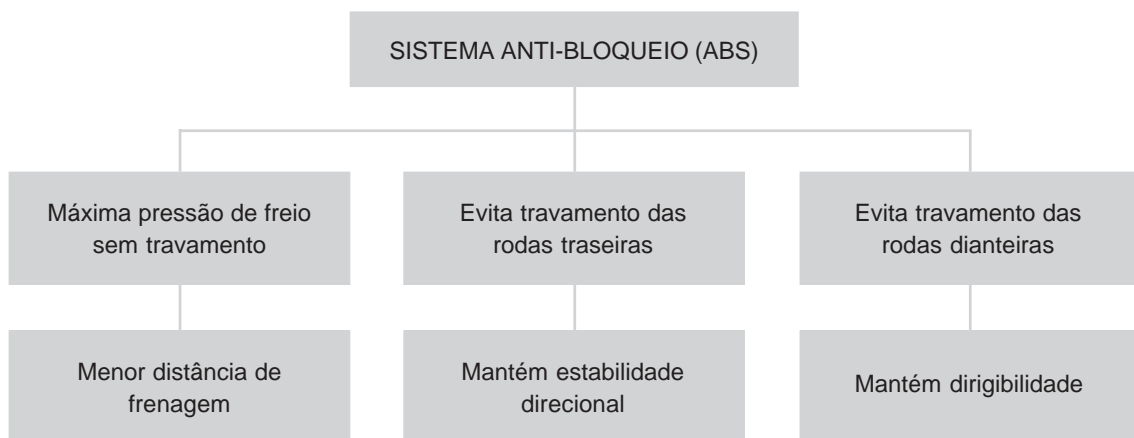 SISTEMA ANTI-BLOQUEIO (ABS)
Máxima pressão de freio
sem travamento
Evita travamento das
rodas traseiras
Evita travamento das
rodas dianteiras
Menor distância de
frenagem
Mantém estabilidade
direcional
Mantém dirigibilidade